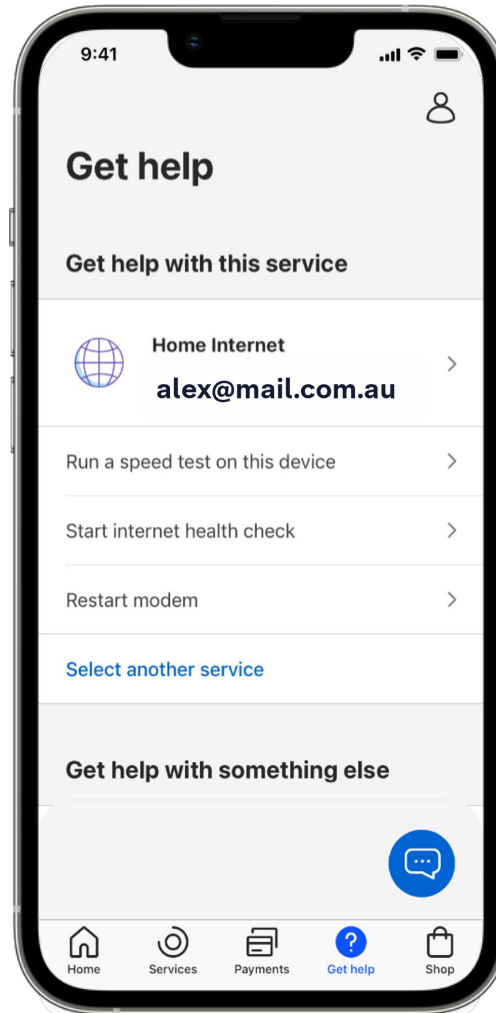 9:41
Get help
Get help with this service
Home Internet
alex@mail.com.au
Run a speed test on this device
Start internet health check
Restart modem
Select another service
Get help with something else
Home Services Payments Get help Shop